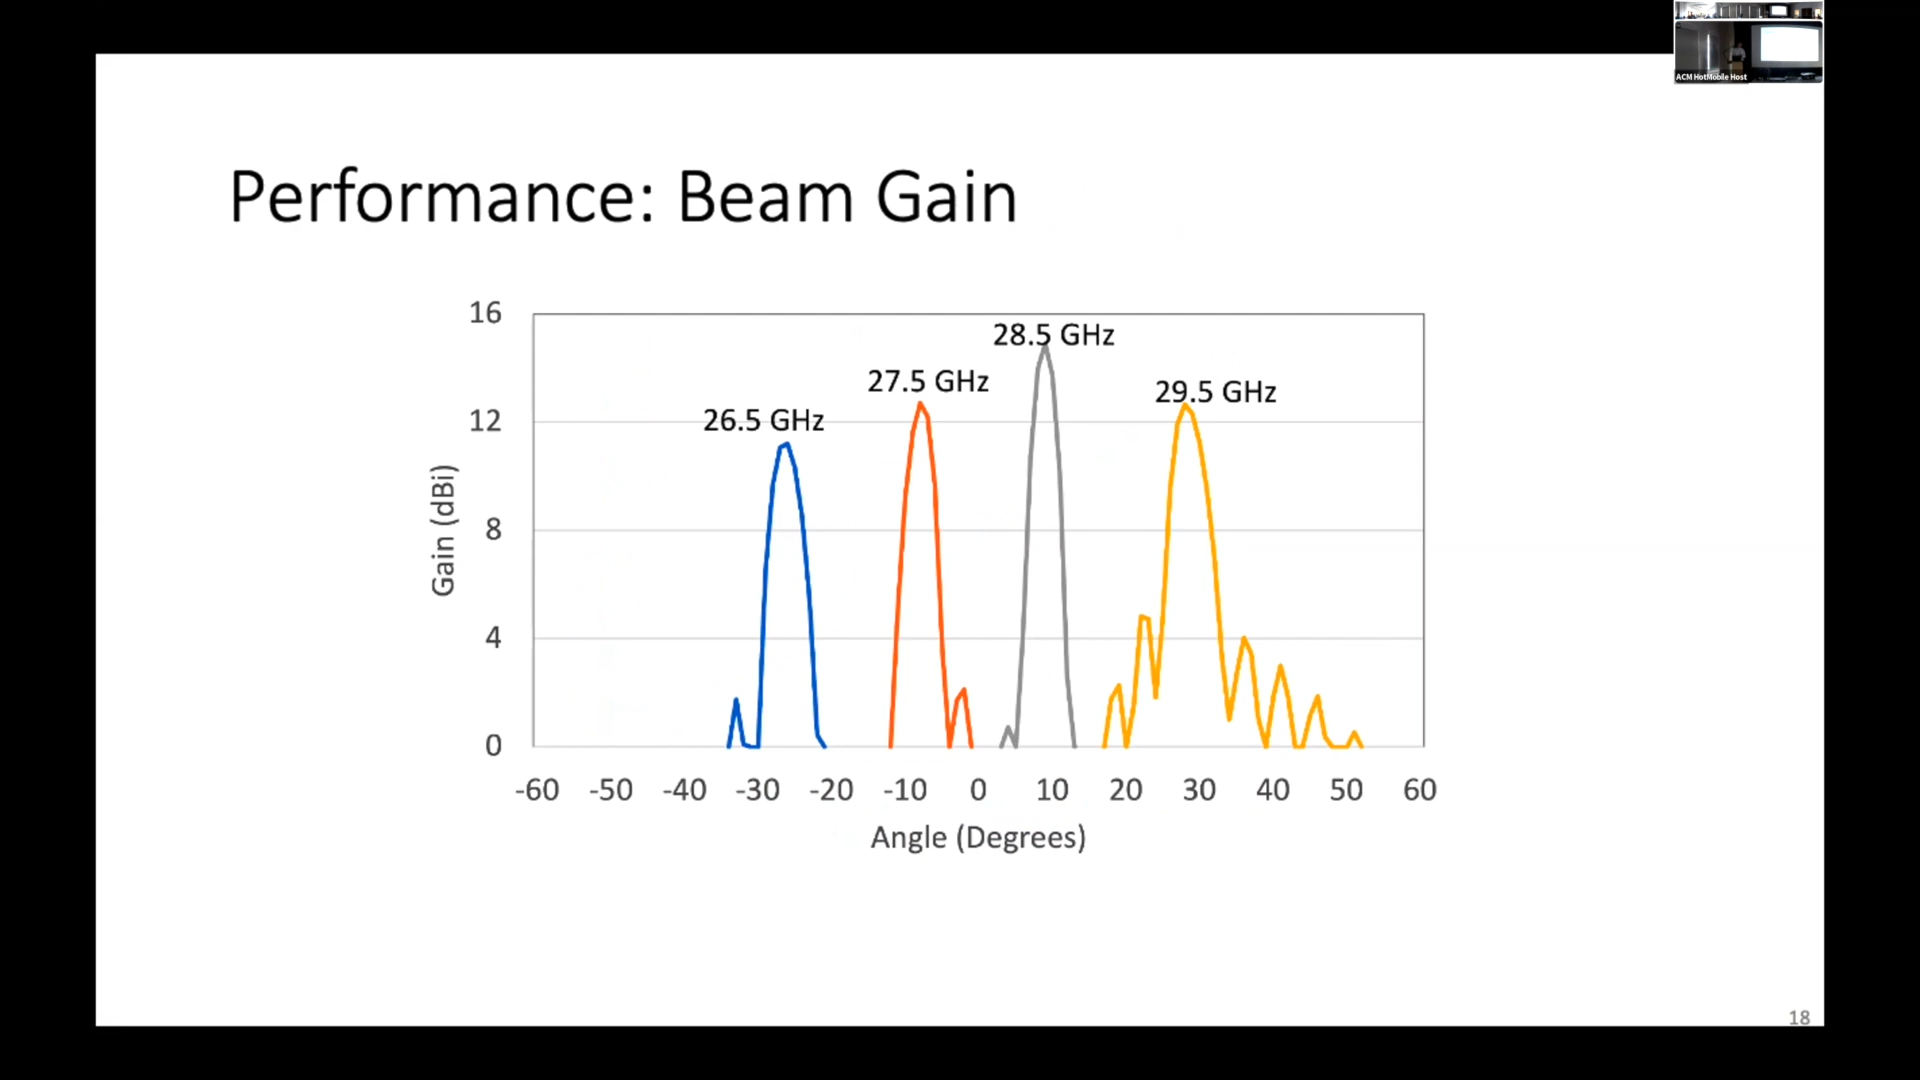 ACM HotMobile Host
Performance: Beam Gain
16
12
8
4
0
Gain (dBi)
26.5 GHz
27.5 GHz
28.5 GHz
29.5 GHz
-60 -50 -40 -30 -20 -10 0 10 20 30 40 50 60
Angle (Degrees)
18